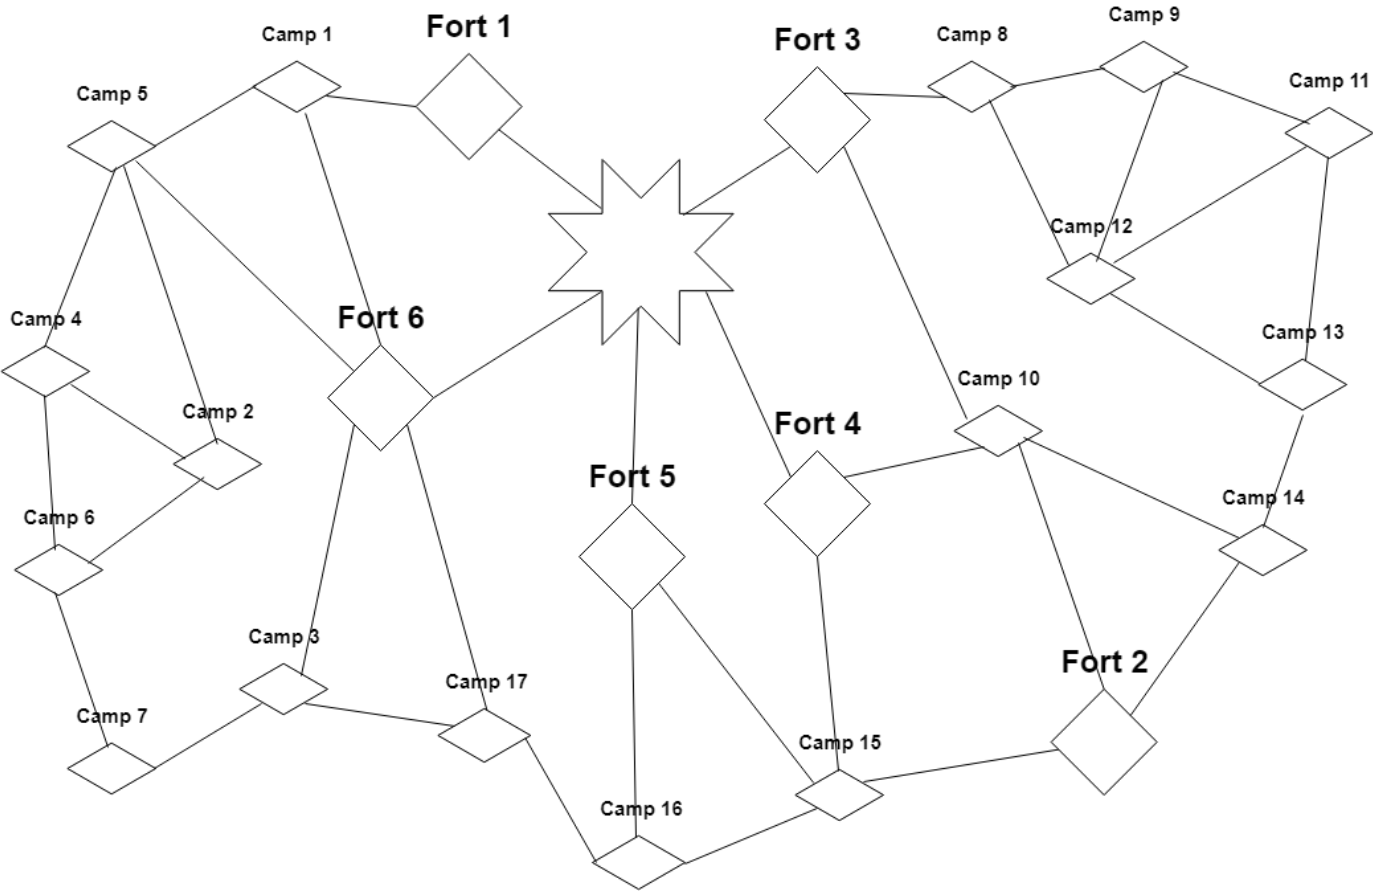 Camp 9
Fort 1
Camp 1
Camp 8
Fort 3
Camp 11
Camp 5
Camp 12
Fort 6
Camp 4
Camp 13
Camp 10
Camp 2
Fort 4
Fort 5
Camp 14
Camp 6
Camp 3
Fort 2
Camp 17
Camp 7
Camp 15
Camp 16